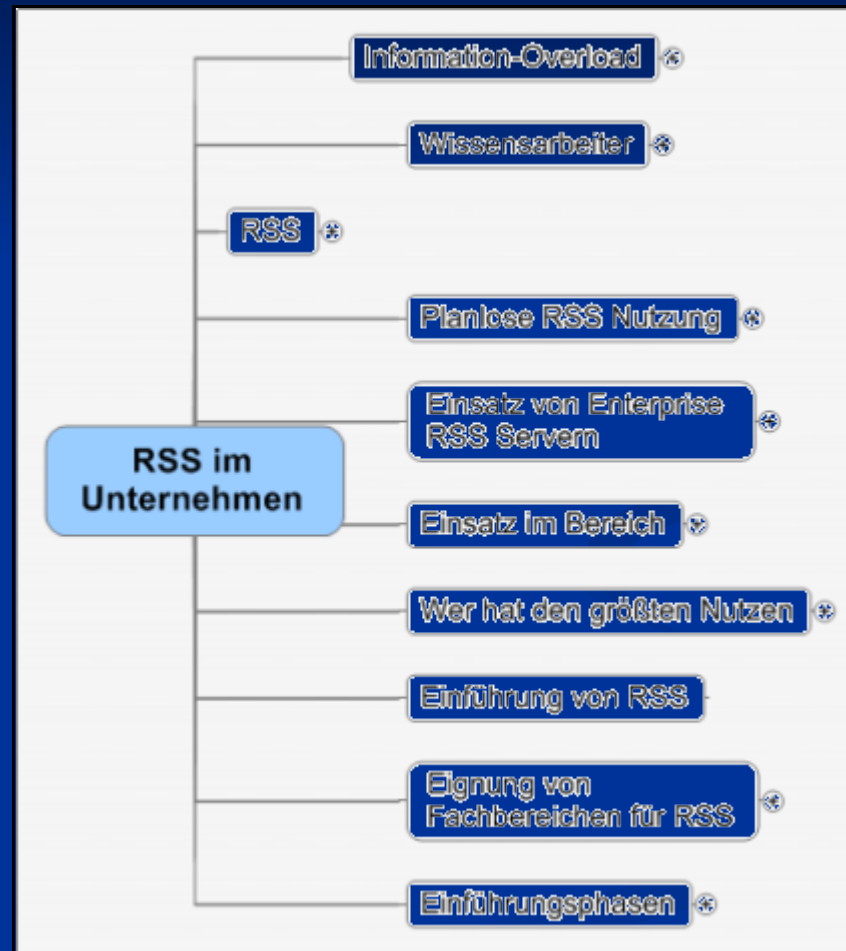 Information-Overload
Wissensarbeiter
RSS
Planlose RSS Nutzung
Einsatz von Enterprise
RSS Servern
RSS im
Unternehmen
Einsatz im Bereich
Wer hat den größten Nutzen
Einführung von RSS
Eignung von
Fachbereichen für RSS
Einführungsphasen